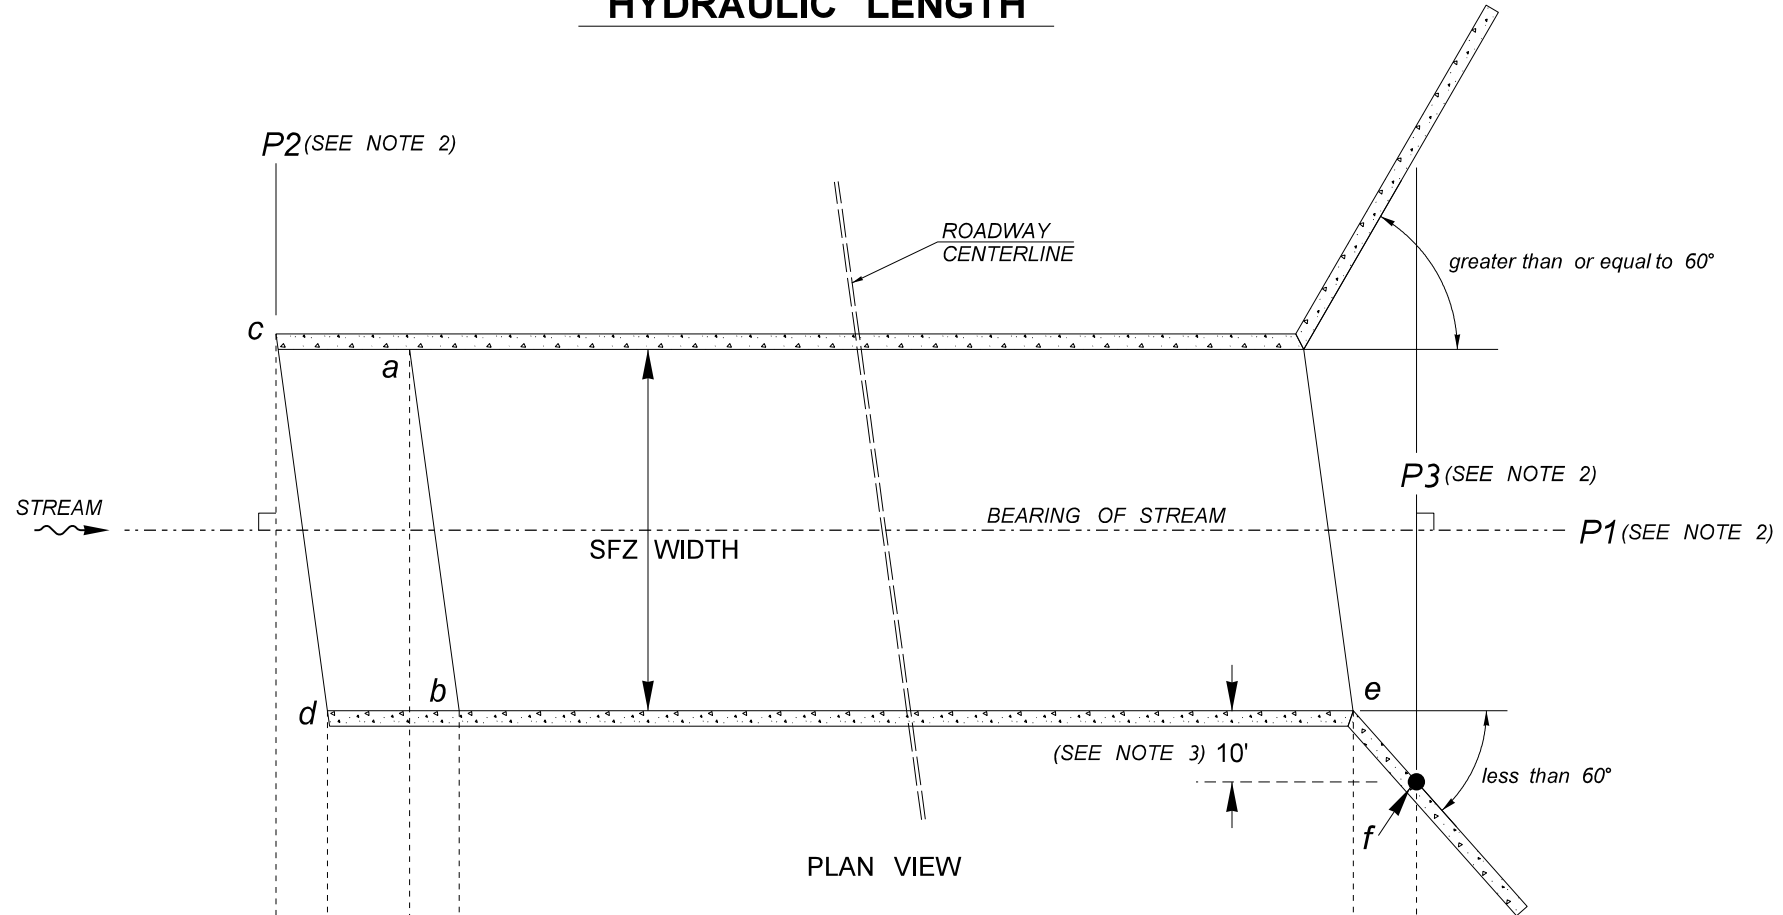 HYDRAULIC LENGTH
P2 (SEE NOTE 2)
ROADWAY
CENTERLINE
greater than or equal to 60°
c
a
P3 (SEE NOTE 2)
STREAM
BEARING OF STREAM
P1 (SEE NOTE 2)
SFZ WIDTH
b
e
d
(SEE NOTE 3) 10'
less than 60°
f
PLAN VIEW